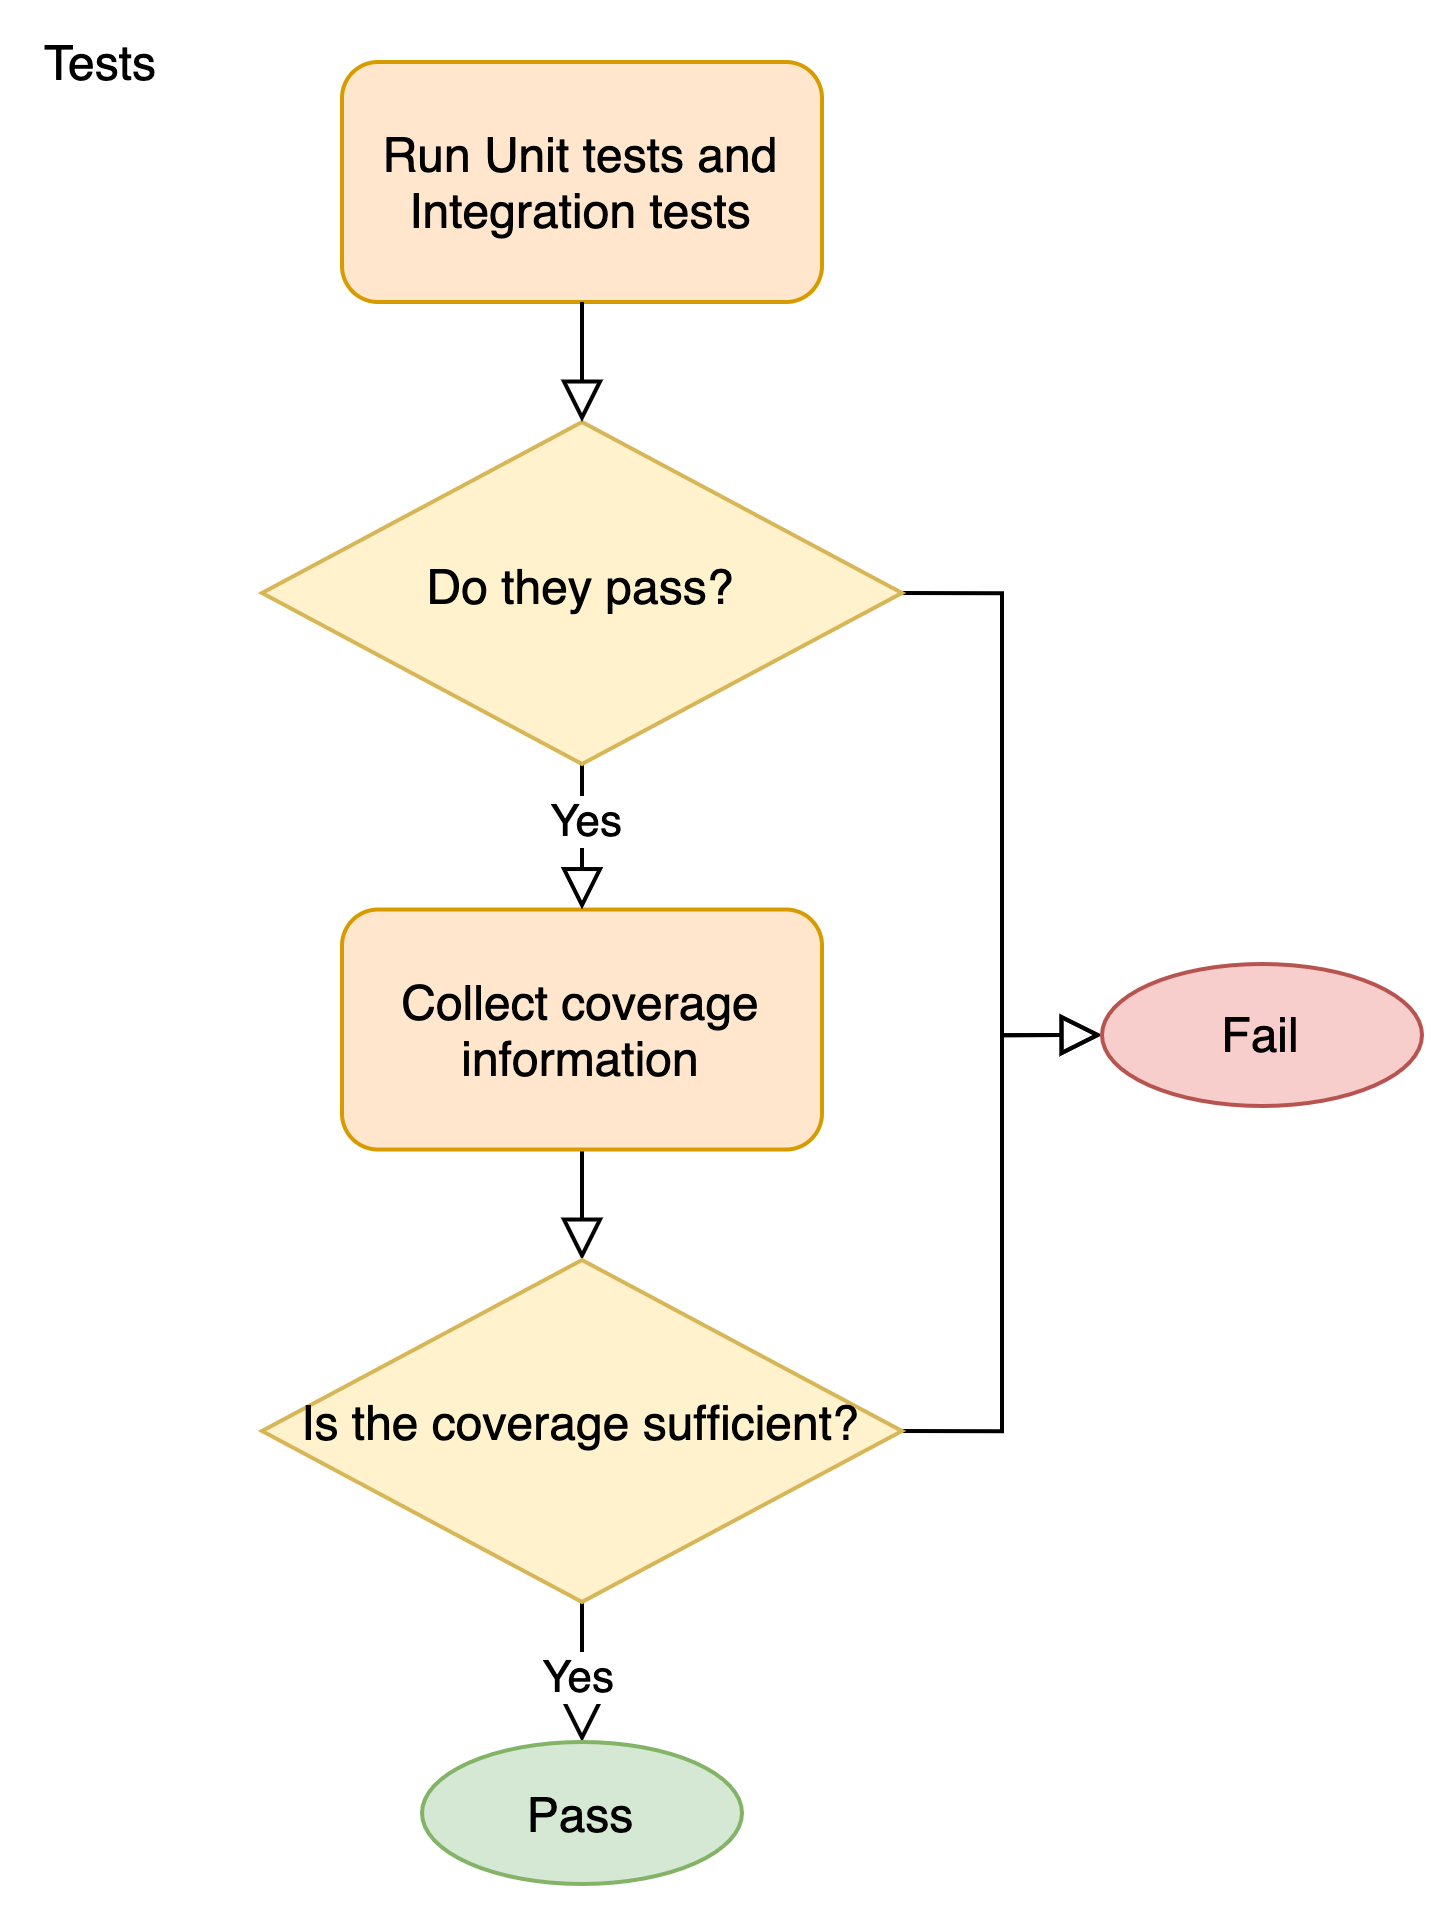 Tests
Run Unit tests and
Integration tests
Do they pass?
Yes
Collect coverage
information
Fail
Is the coverage sufficient?
Yes
Pass